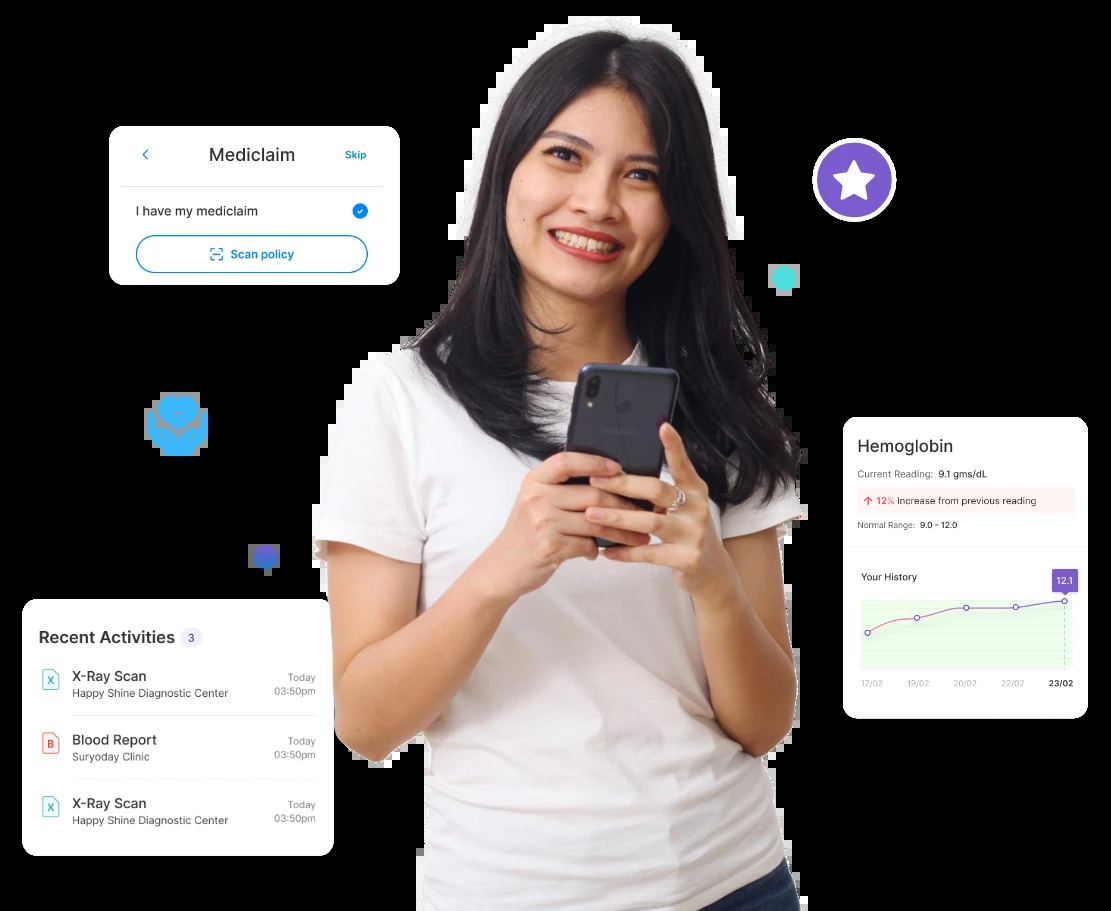 Mediclaim
Skip
I have my mediclaim
Scan policy
Hemoglobin
Current Reading: 9.1 gms/dL
12% Increase from previous reading
Normal Range: 9.0 - 12.0
Your History
12.1
17/02 19/02 20/02 22/02 23/02
Recent Activities 3
X X-Ray Scan Today
Happy Shine Diagnostic Center 03:50pm
B Blood Report Today
Suryoday Clinic 03:50pm
X X-Ray Scan Today
Happy Shine Diagnostic Center 03:50pm